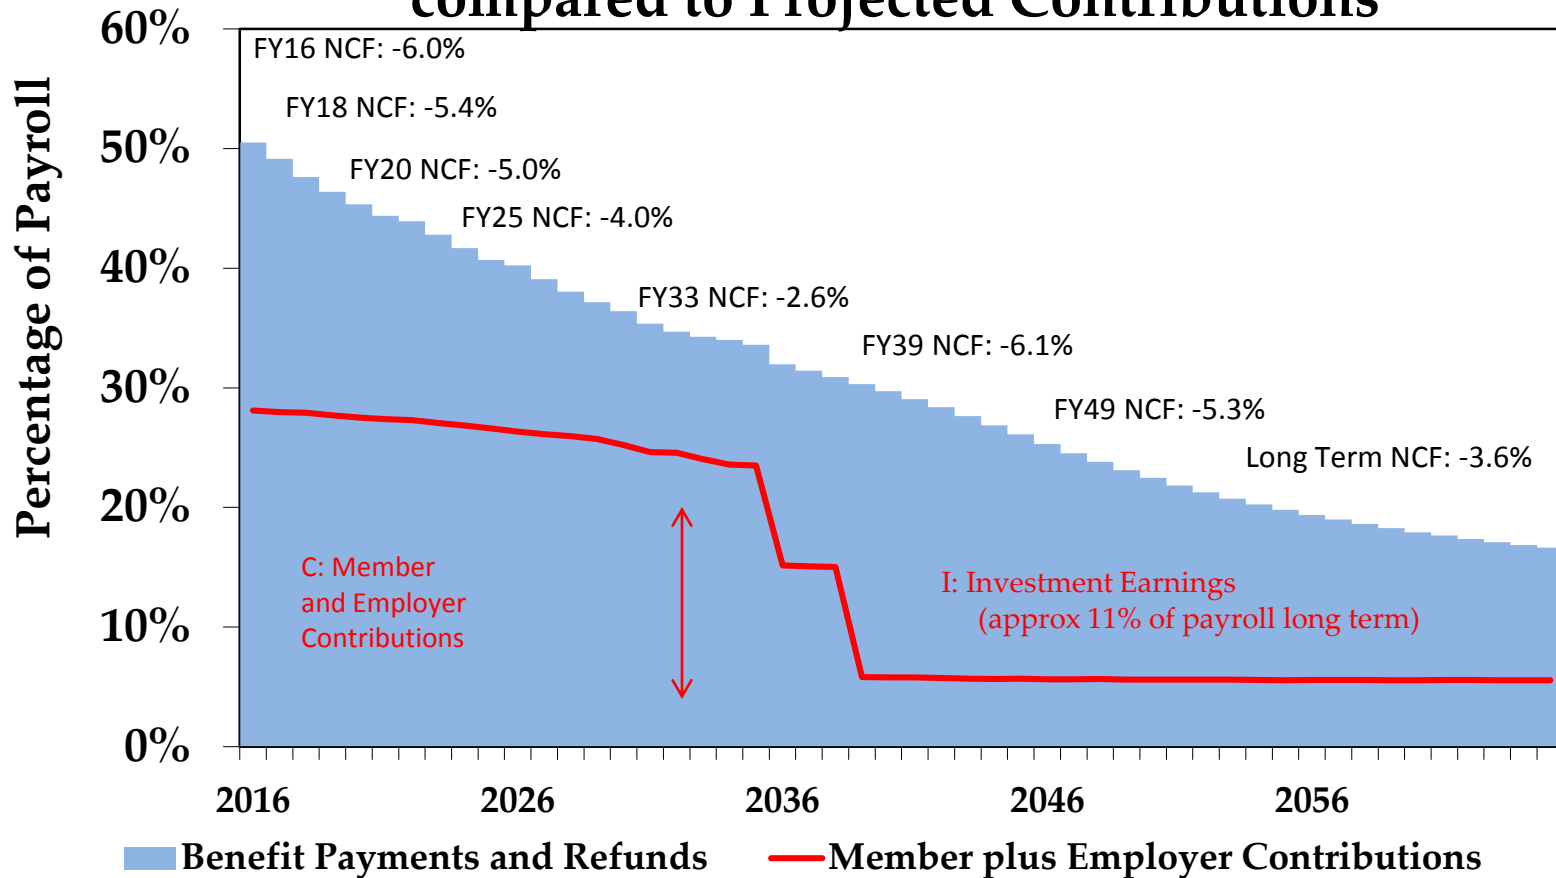 compared to Projected Contributions
Percentage of Payroll
60%
50%
40%
30%
20%
10%
0%
FY16 NCF: -6.0%
FY18 NCF: -5.4%
FY20 NCF: -5.0%
FY25 NCF: -4.0%
FY33 NCF: -2.6%
FY39 NCF: -6.1%
FY49 NCF: -5.3%
Long Term NCF: -3.6%
C: Member
and Employer
Contributions
I: Investment Earnings
(approx 11% of payroll long term)
2016 2026 2036 2046 2056
Benefit Payments and Refunds Member plus Employer Contributions